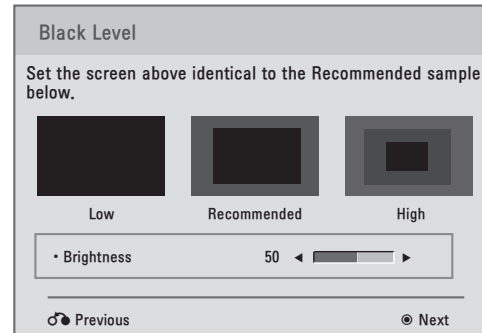 Black Level
Set the screen above identical to the Recommended sample
below.
Low Recommended High
• Brightness 50 ◄ ►
Previous ◉ Next